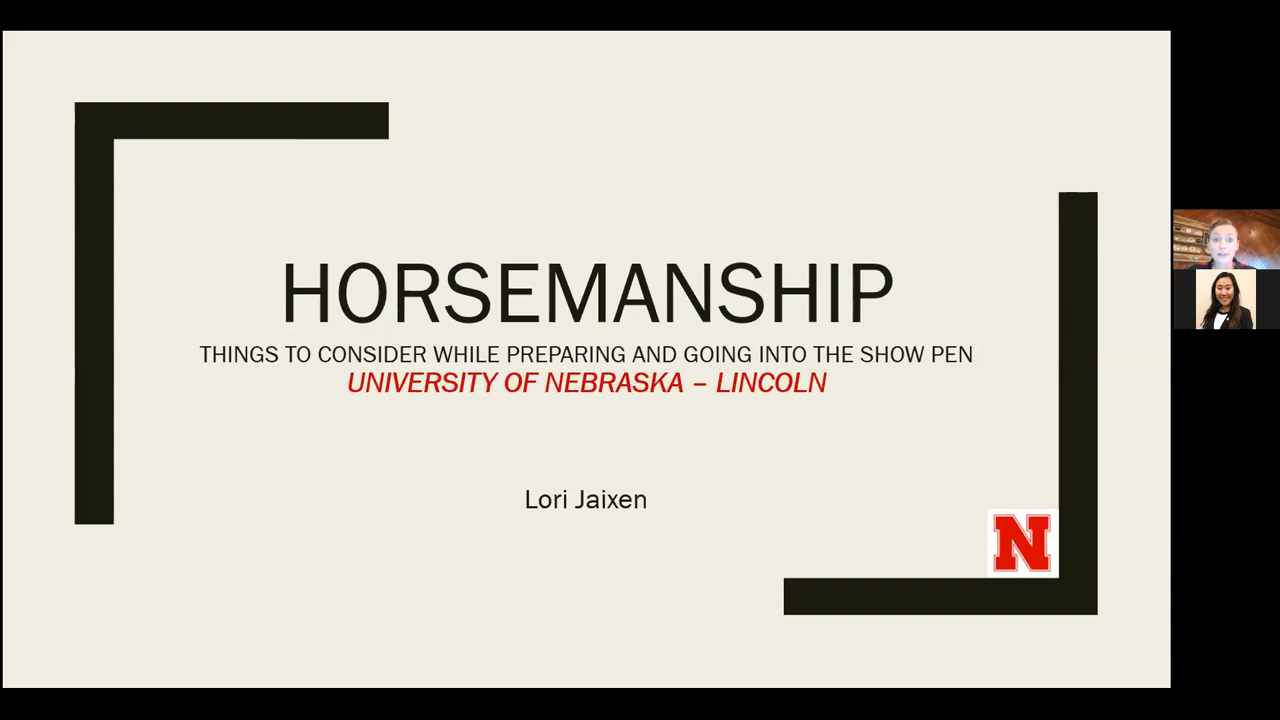 HORSEMANSHIP
THINGS TO CONSIDER WHILE PREPARING AND GOING INTO THE SHOW PEN
UNIVERSITY OF NEBRASKA – LINCOLN
Lori Jaixen
N